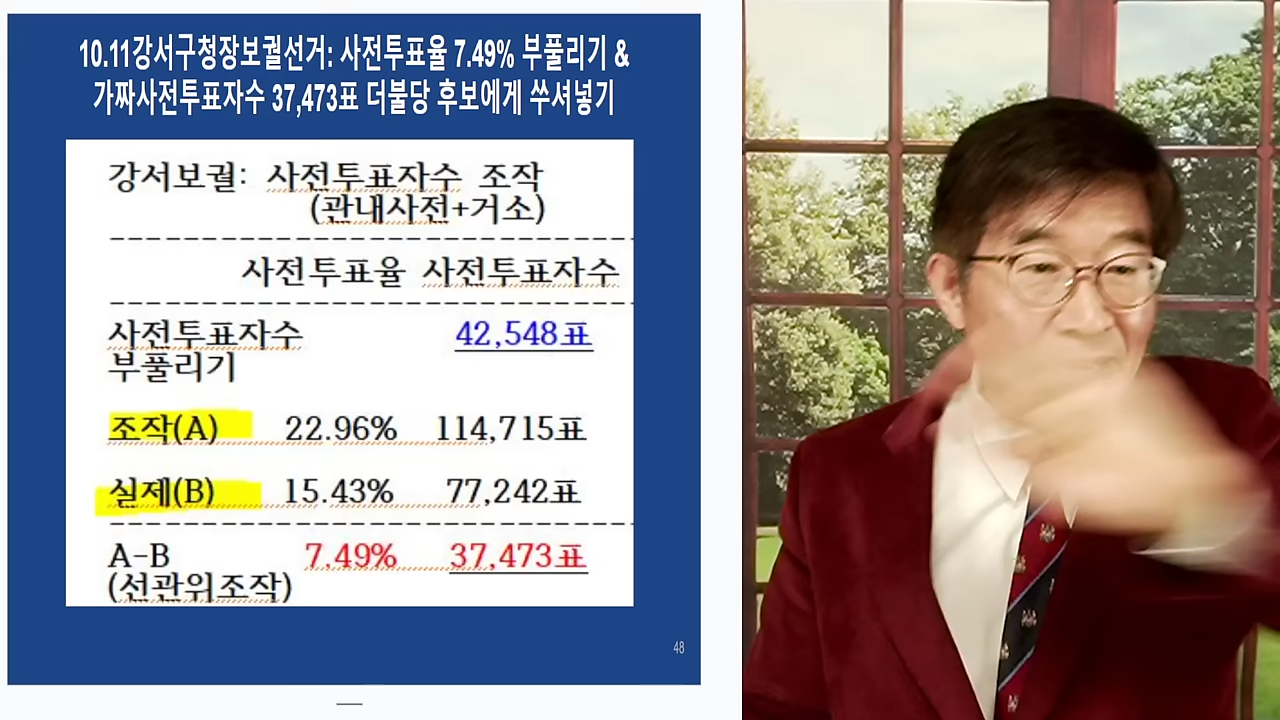 10.11강서구청장보궐선거: 사전투표율 7.49% 부풀리기 &
가짜사전투표자수 37,473표 더불당 후보에게 쑤셔넣기
강서보궐: 사전투표자수 조작
(관내사전+거소)
사전투표율 사전투표자수
사전투표자수 42,548표
부풀리기
조작(A) 22.96% 114,715표
실제(B) 15.43% 77,242표
A-B 7.49% 37,473표
(선관위조작)
48